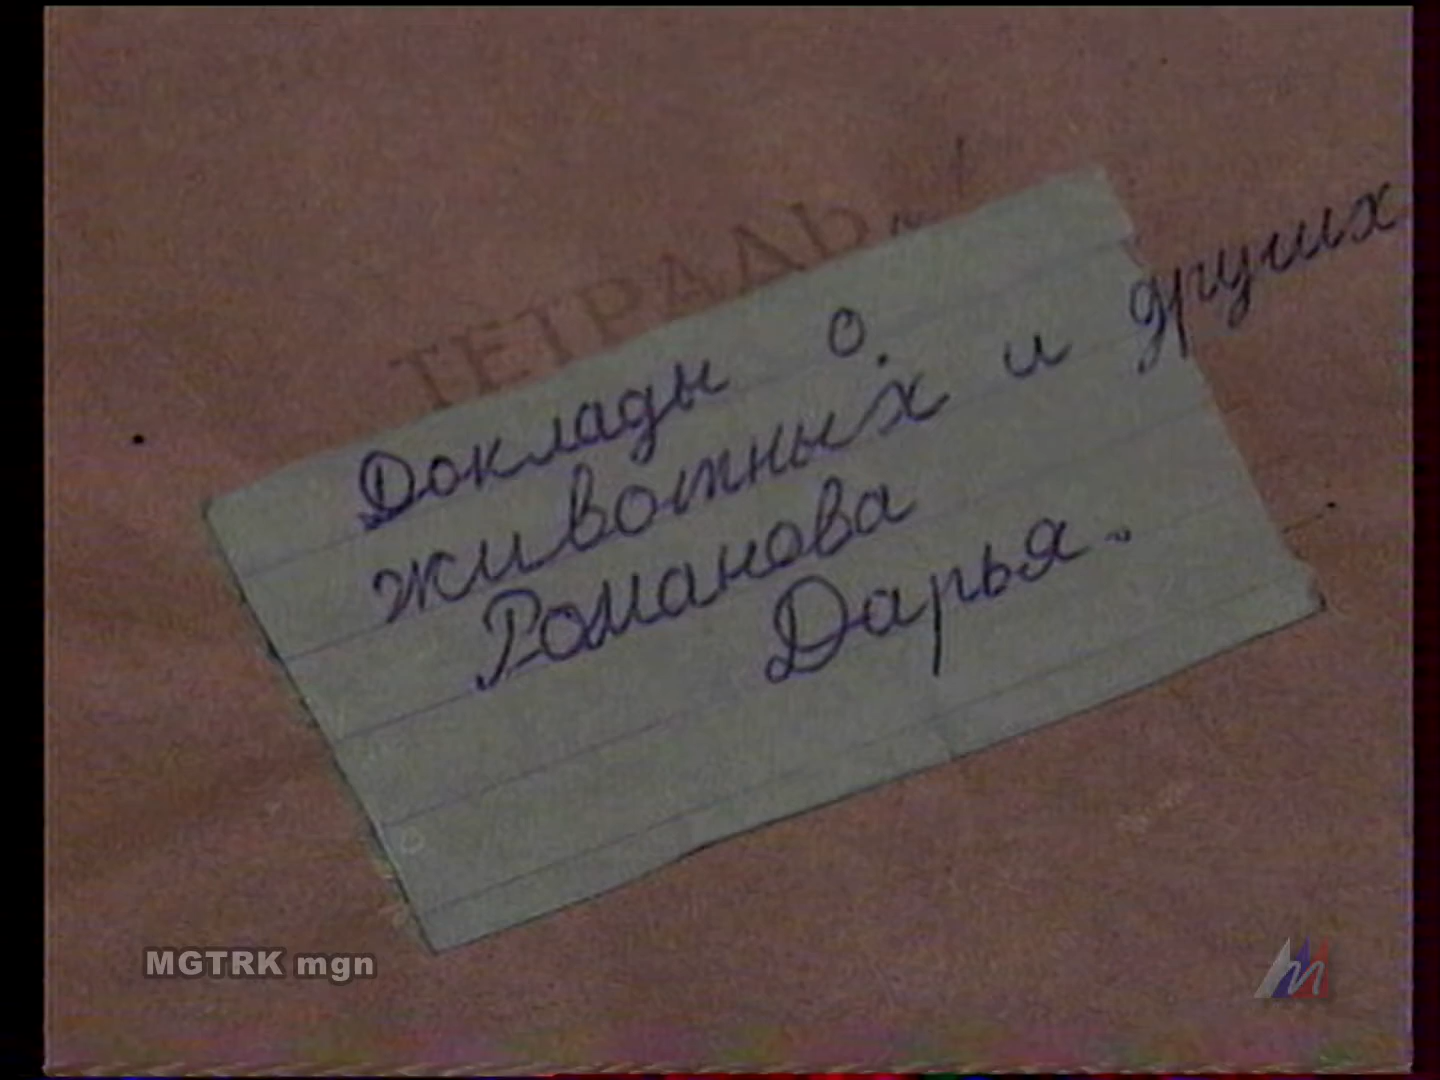 ТЕТРАДЬ
Доклады о
животных и других
Романова
Дарья.
MGTRK mgn